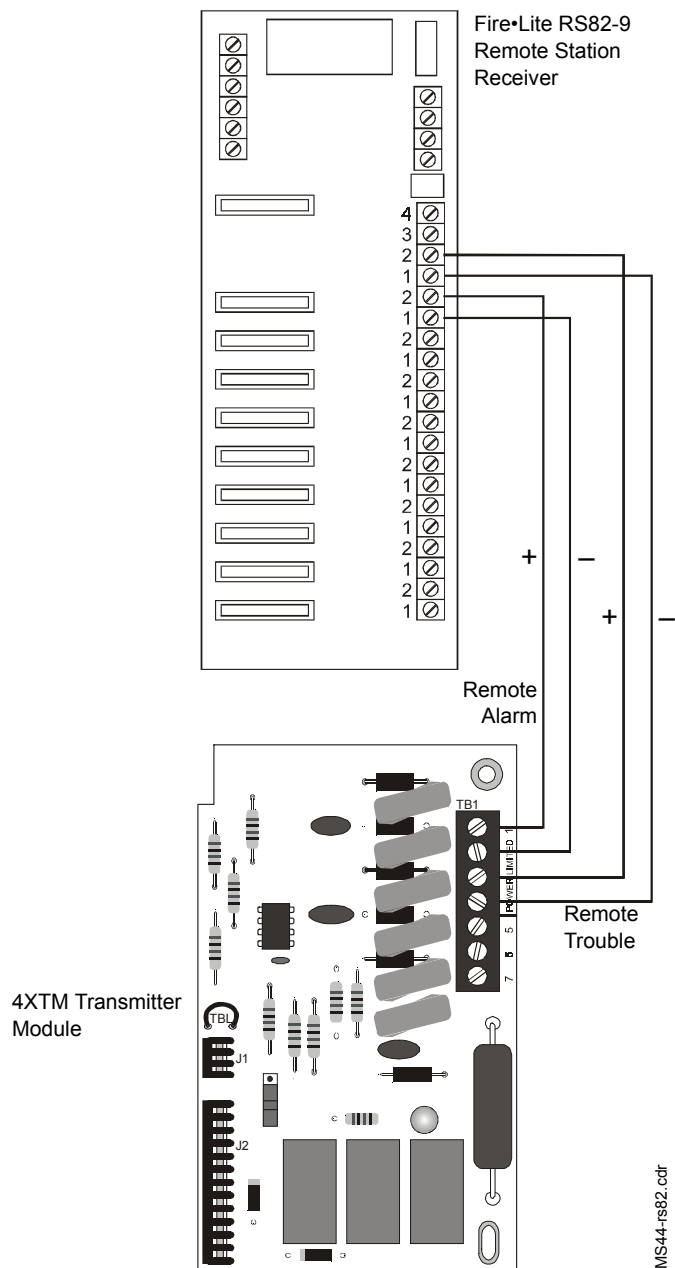 Fire•Lite RS82-9
Remote Station
Receiver
4
3
2
1
2
1
2
1
2
1
2
1
2
1
2
1
2
1
2
1
+
–
+
–
Remote
Alarm
TB1
1
POWER LIMITED
5
7
Remote
Trouble
4XTM Transmitter
Module
TBL
J1
J2
MS44-rs82.cdr